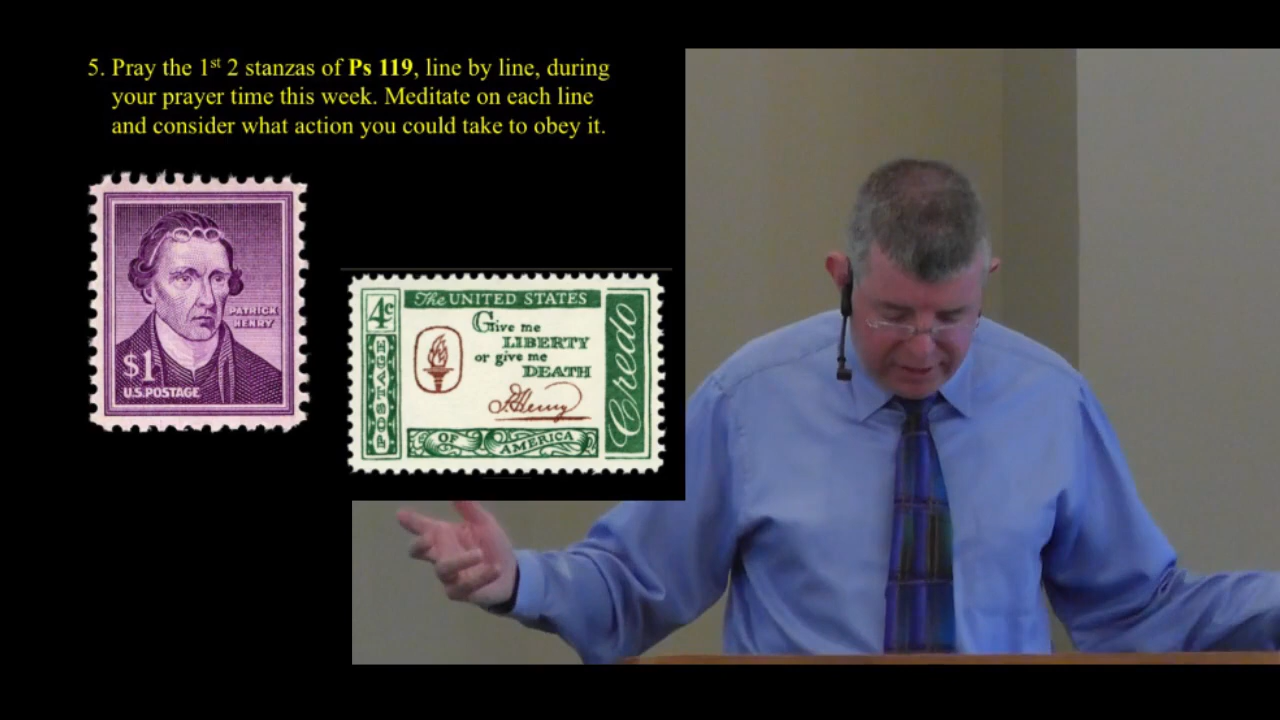 5. Pray the 1st 2 stanzas of Ps 119, line by line, during
your prayer time this week. Meditate on each line
and consider what action you could take to obey it.
PATRICK
HENRY
$1
U.S.POSTAGE
4c
The UNITED STATES
POSTAGE
Give me
LIBERTY
or give me
DEATH
P.Henry
Credo
OF AMERICA